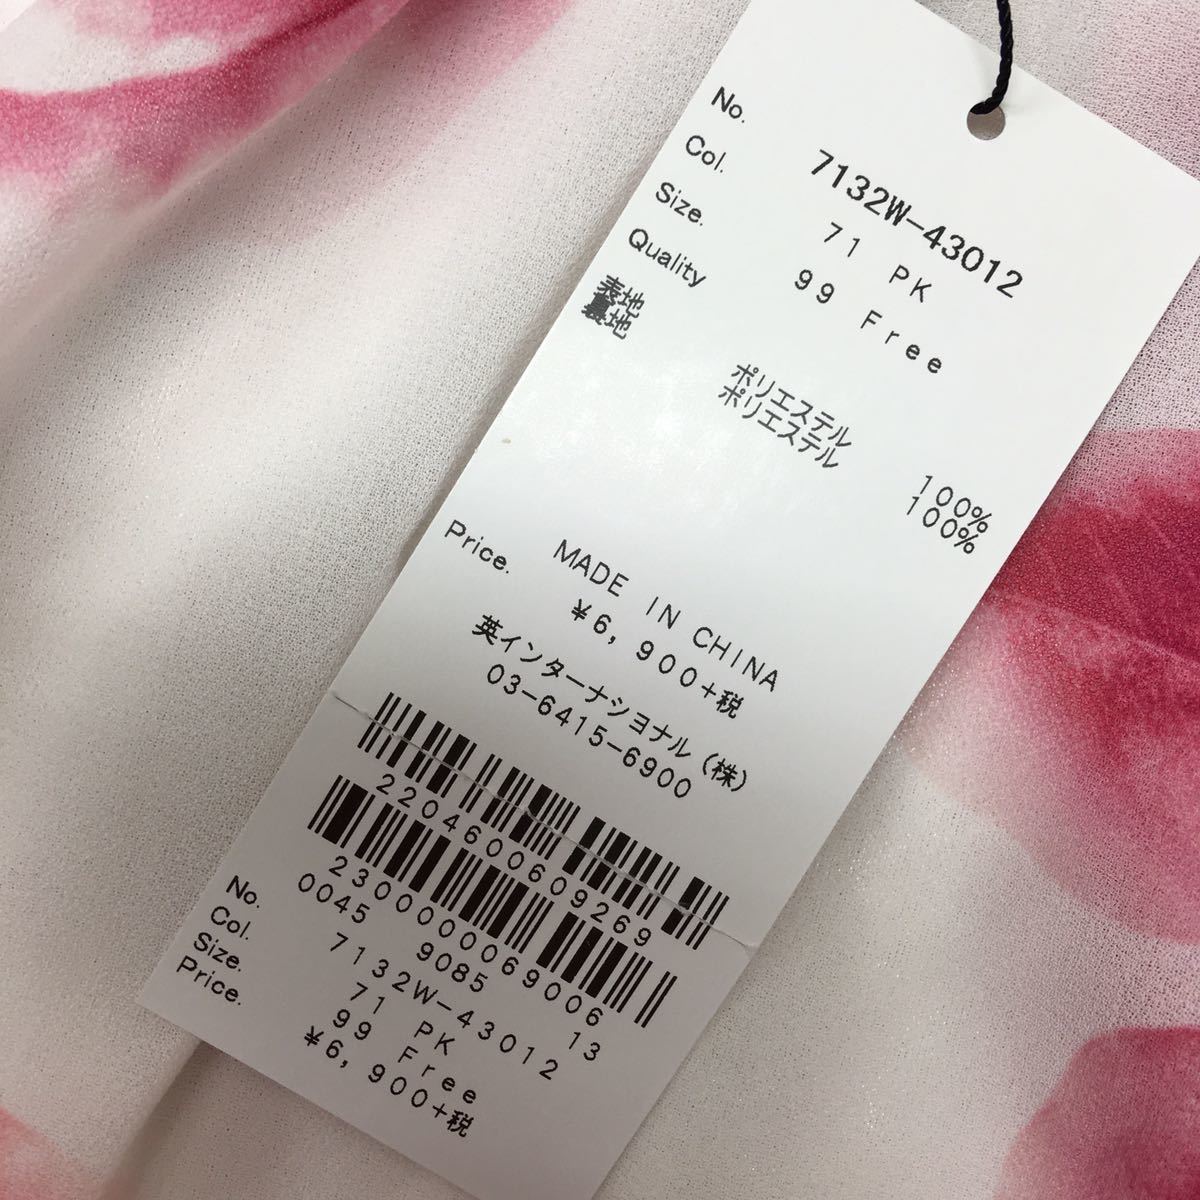 No. 7132W-43012
Col. 71 PK
Size. 99 Free
Quality
表地 ポリエステル 100%
裏地 ポリエステル 100%
MADE IN CHINA
Price. ¥6,900+税
英インターナショナル(株)
03-6415-6900
2204600609269
2300000069006
0045 9085 13
No. 7132W-43012
Col. 71 PK
Size. 99 Free
Price. ¥6,900+税